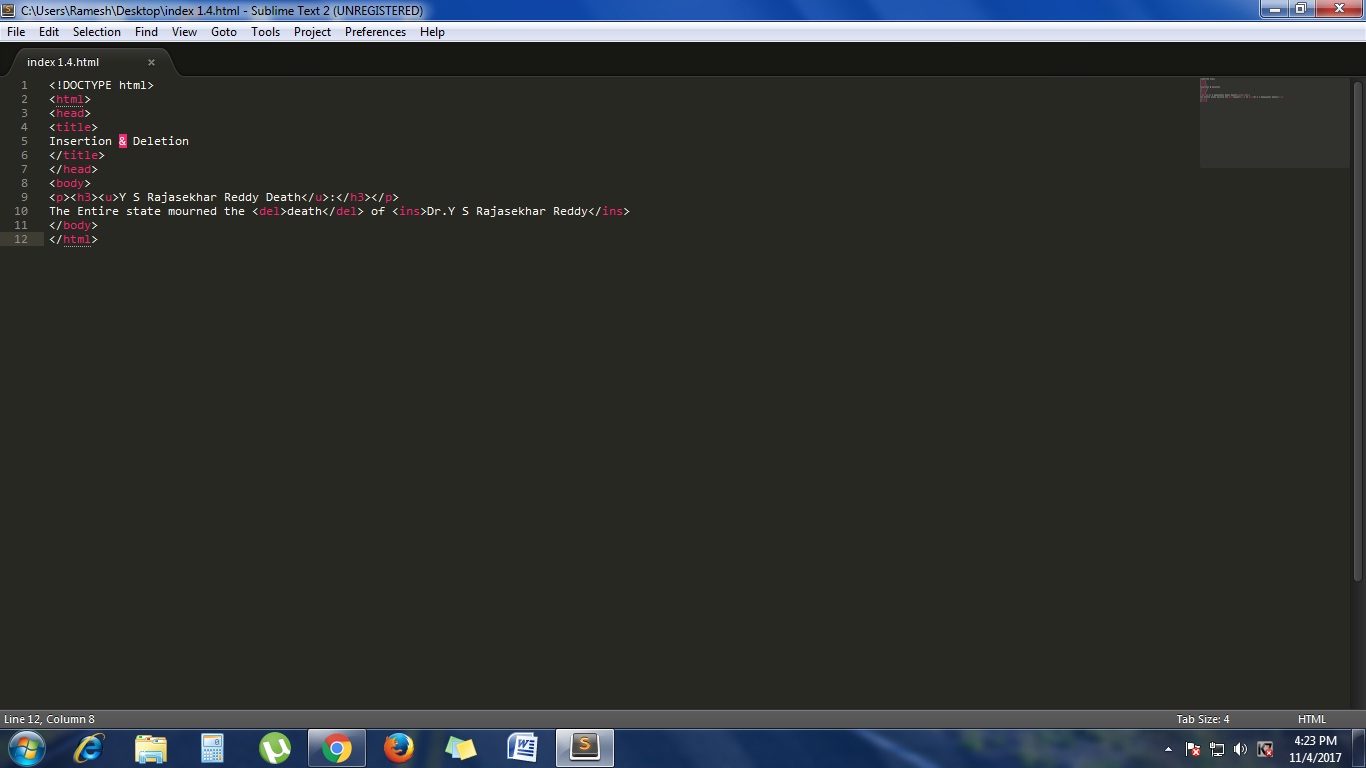 C:\Users\Ramesh\Desktop\index 1.4.html - Sublime Text 2 (UNREGISTERED)
File Edit Selection Find View Goto Tools Project Preferences Help
index 1.4.html ×
1 <!DOCTYPE html>
2 <html>
3 <head>
4 <title>
5 Insertion & Deletion
6 </title>
7 </head>
8 <body>
9 <p><h3><u>Y S Rajasekhar Reddy Death</u>:</h3></p>
10 The Entire state mourned the <del>death</del> of <ins>Dr.Y S Rajasekhar Reddy</ins>
11 </body>
12 </html>
Line 12, Column 8 Tab Size: 4 HTML
4:23 PM
11/4/2017